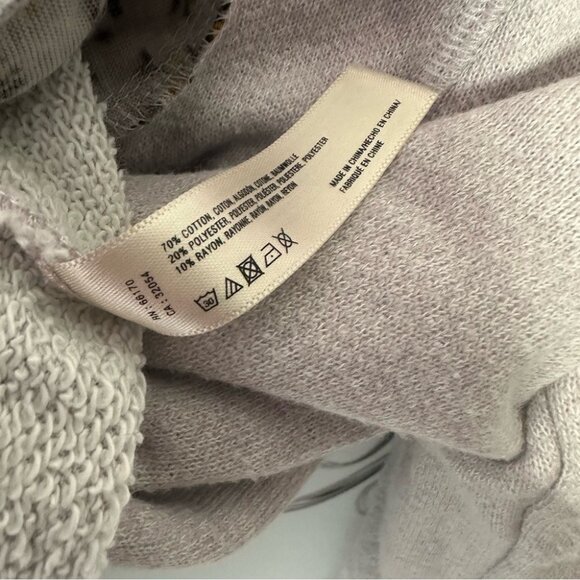 70% COTTON, COTON, ALGODÓN, COTONE, BAUMWOLLE
20% POLYESTER, POLYESTER, POLIÉSTER, POLIESTERE, POLYESTER
10% RAYON, RAYONNE, RAYÓN, RAYON, REYON
30
RN : 66170
CA : 32054
MADE IN CHINA/HECHO EN CHINA/
FABRIQUÉ EN CHINE